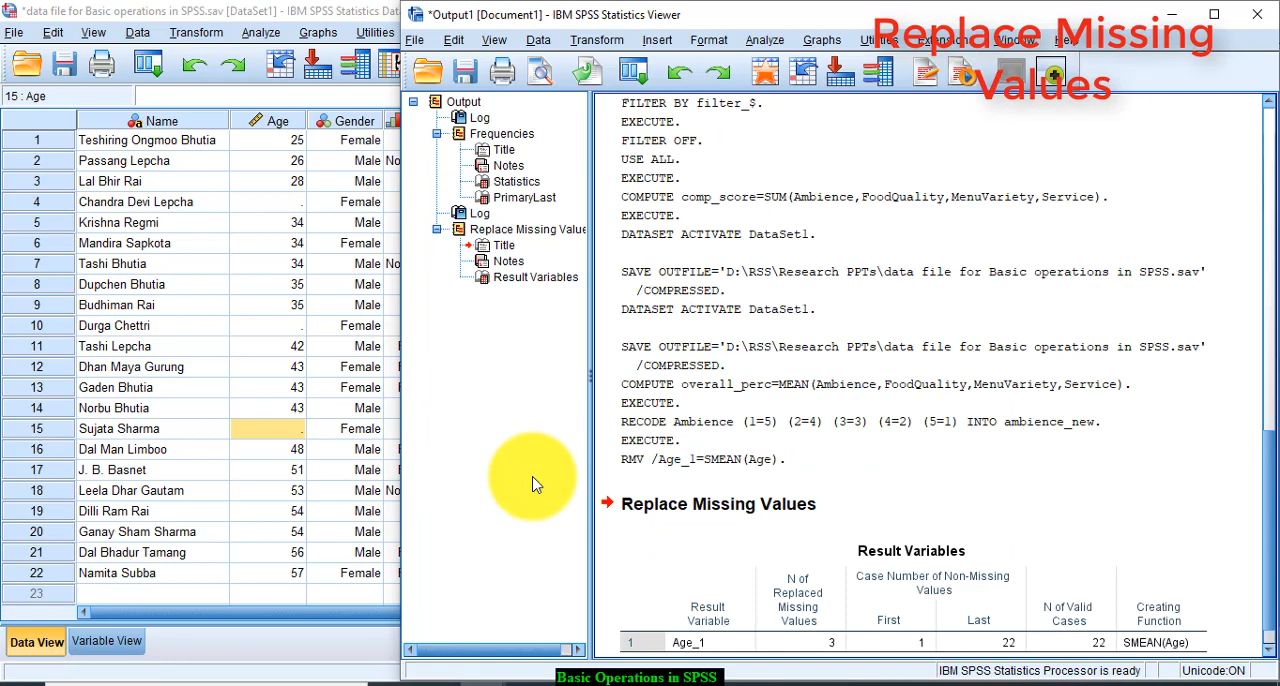 *data file for Basic operations in SPSS.sav [DataSet1] - IBM SPSS Statistics Dat
File Edit View Data Transform Analyze Graphs Utilities
15 : Age
Name Age Gender
1 Teshiring Ongmoo Bhutia 25 Female
2 Passang Lepcha 26 Male No
3 Lal Bhir Rai 28 Male
4 Chandra Devi Lepcha . Female
5 Krishna Regmi 34 Female
6 Mandira Sapkota 34 Female
7 Tashi Bhutia 34 Male No
8 Dupchen Bhutia 35 Male
9 Budhiman Rai 35 Male
10 Durga Chettri . Female
11 Tashi Lepcha 42 Male
12 Dhan Maya Gurung 43 Female
13 Gaden Bhutia 43 Female
14 Norbu Bhutia 43 Male
15 Sujata Sharma . Female
16 Dal Man Limboo 48 Male
17 J. B. Basnet 51 Male
18 Leela Dhar Gautam 53 Male No
19 Dilli Ram Rai 54 Male
20 Ganay Sham Sharma 54 Male
21 Dal Bhadur Tamang 56 Male
22 Namita Subba 57 Female
23
Data View Variable View
*Output1 [Document1] - IBM SPSS Statistics Viewer
File Edit View Data Transform Insert Format Analyze Graphs Utilities Extensions Window Help
Replace Missing
Values
Output
Log
Frequencies
Title
Notes
Statistics
PrimaryLast
Log
Replace Missing Value
Title
Notes
Result Variables
FILTER BY filter_$.
EXECUTE.
FILTER OFF.
USE ALL.
EXECUTE.
COMPUTE comp_score=SUM(Ambience,FoodQuality,MenuVariety,Service).
EXECUTE.
DATASET ACTIVATE DataSet1.
SAVE OUTFILE='D:\RSS\Research PPTs\data file for Basic operations in SPSS.sav'
/COMPRESSED.
DATASET ACTIVATE DataSet1.
SAVE OUTFILE='D:\RSS\Research PPTs\data file for Basic operations in SPSS.sav'
/COMPRESSED.
COMPUTE overall_perc=MEAN(Ambience,FoodQuality,MenuVariety,Service).
EXECUTE.
RECODE Ambience (1=5) (2=4) (3=3) (4=2) (5=1) INTO ambience_new.
EXECUTE.
RMV /Age_1=SMEAN(Age).
Replace Missing Values
Result Variables
Result Variable N of Replaced Missing Values Case Number of Non-Missing Values First Last N of Valid Cases Creating Function
1 Age_1 3 1 22 22 SMEAN(Age)
IBM SPSS Statistics Processor is ready Unicode:ON
Basic Operations in SPSS